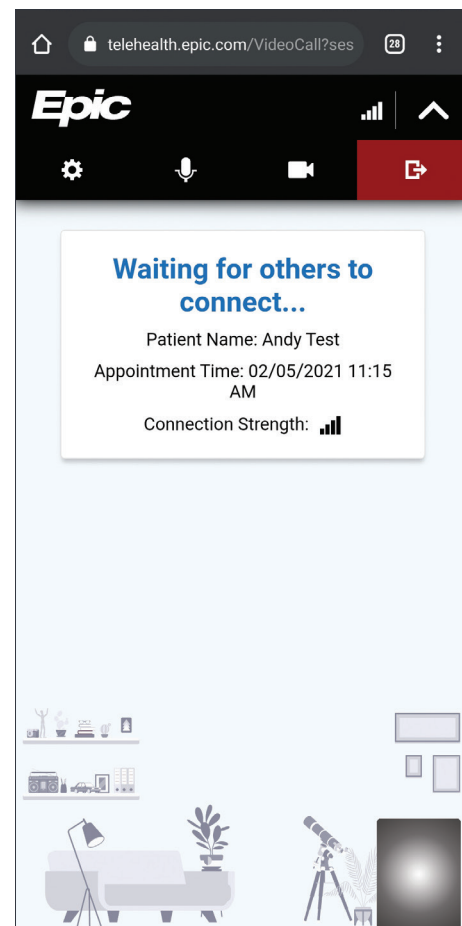 telehealth.epic.com/VideoCall?ses 28
Epic
Waiting for others to
connect...
Patient Name: Andy Test
Appointment Time: 02/05/2021 11:15
AM
Connection Strength: